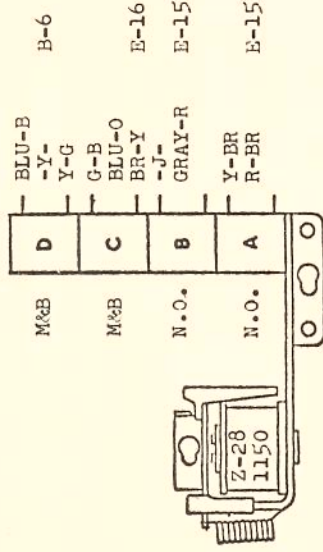 BLU-B
M&B D -Y- B-6
Y-G
G-B
M&B C BLU-O
BR-Y E-16
-J-
N.O. B GRAY-R E-15
Y-BR
N.O. A R-BR E-15
Z-28
1150